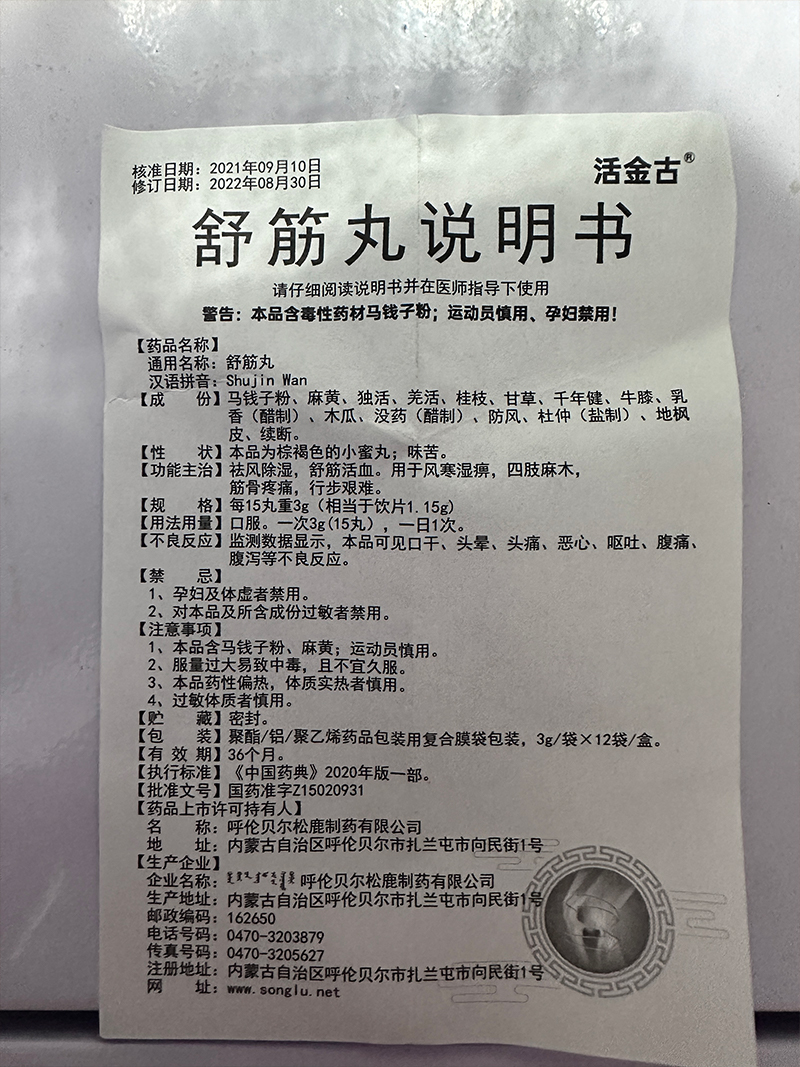 核准日期：2021年09月10日
修订日期：2022年08月30日
活金古®
舒筋丸说明书
请仔细阅读说明书并在医师指导下使用
警告：本品含毒性药材马钱子粉；运动员慎用、孕妇禁用！
【药品名称】
通用名称：舒筋丸
汉语拼音：Shujin Wan
【成　份】马钱子粉、麻黄、独活、羌活、桂枝、甘草、千年健、牛膝、乳
香（醋制）、木瓜、没药（醋制）、防风、杜仲（盐制）、地枫
皮、续断。
【性　状】本品为棕褐色的小蜜丸；味苦。
【功能主治】祛风除湿，舒筋活血。用于风寒湿痹，四肢麻木，
筋骨疼痛，行步艰难。
【规　格】每15丸重3g（相当于饮片1.15g）
【用法用量】口服。一次3g(15丸），一日1次。
【不良反应】监测数据显示，本品可见口干、头晕、头痛、恶心、呕吐、腹痛、
腹泻等不良反应。
【禁　忌】
1、孕妇及体虚者禁用。
2、对本品及所含成份过敏者禁用。
【注意事项】
1、本品含马钱子粉、麻黄；运动员慎用。
2、服量过大易致中毒，且不宜久服。
3、本品药性偏热，体质实热者慎用。
4、过敏体质者慎用。
【贮　藏】密封。
【包　装】聚酯/铝/聚乙烯药品包装用复合膜袋包装，3g/袋×12袋/盒。
【有 效 期】36个月。
【执行标准】《中国药典》2020年版一部。
【批准文号】国药准字Z15020931
【药品上市许可持有人】
名　称：呼伦贝尔松鹿制药有限公司
地　址：内蒙古自治区呼伦贝尔市扎兰屯市向民街1号
【生产企业】
企业名称：呼伦贝尔松鹿制药有限公司
生产地址：内蒙古自治区呼伦贝尔市扎兰屯市向民街1号
邮政编码：162650
电话号码：0470-3203879
传真号码：0470-3205627
注册地址：内蒙古自治区呼伦贝尔市扎兰屯市向民街1号
网　址：www.songlu.net